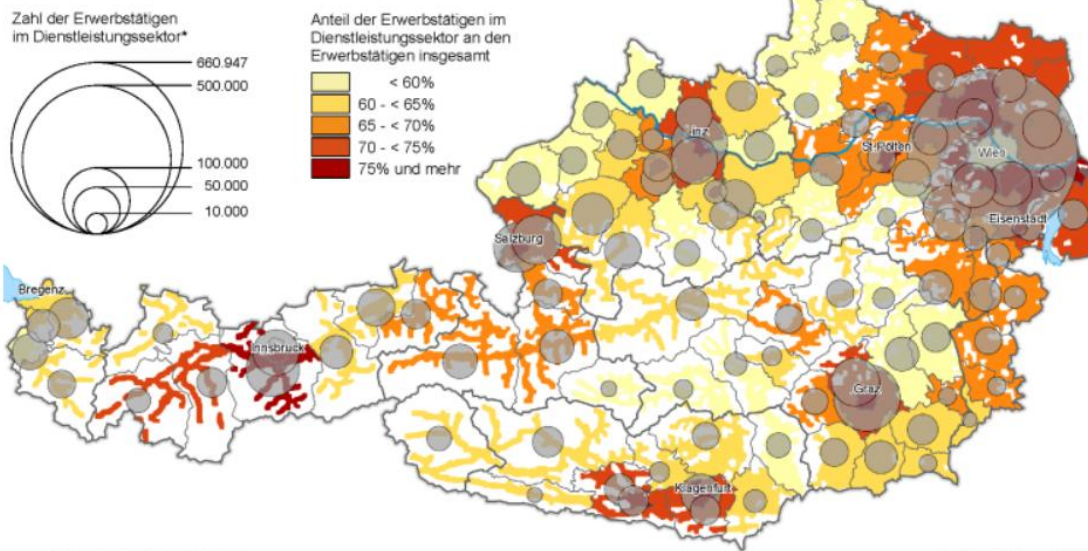 Zahl der Erwerbstätigen
im Dienstleistungssektor*
660.947
500.000
100.000
50.000
10.000
Anteil der Erwerbstätigen im
Dienstleistungssektor an den
Erwerbstätigen insgesamt
< 60%
60 - < 65%
65 - < 70%
70 - < 75%
75% und mehr
Linz
St.Pölten
Wien
Eisenstadt
Salzburg
Bregenz
Innsbruck
Graz
Klagenfurt